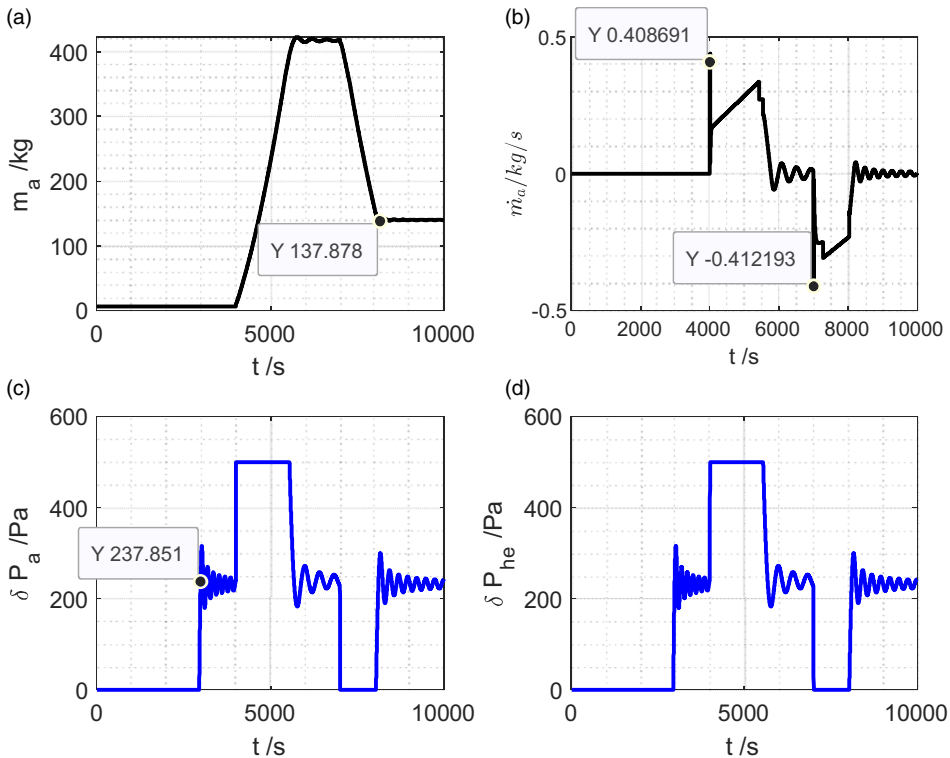 (a)
m_a /kg
400
300
200
100
0
Y 137.878
0 5000 10000
t /s
(b)
ṁ_a/kg/s
0.5
0
-0.5
Y 0.408691
Y -0.412193
0 2000 4000 6000 8000 10000
t /s
(c)
δ P_a /Pa
600
400
200
0
Y 237.851
0 5000 10000
t /s
(d)
δ P_he /Pa
600
400
200
0
0 5000 10000
t /s